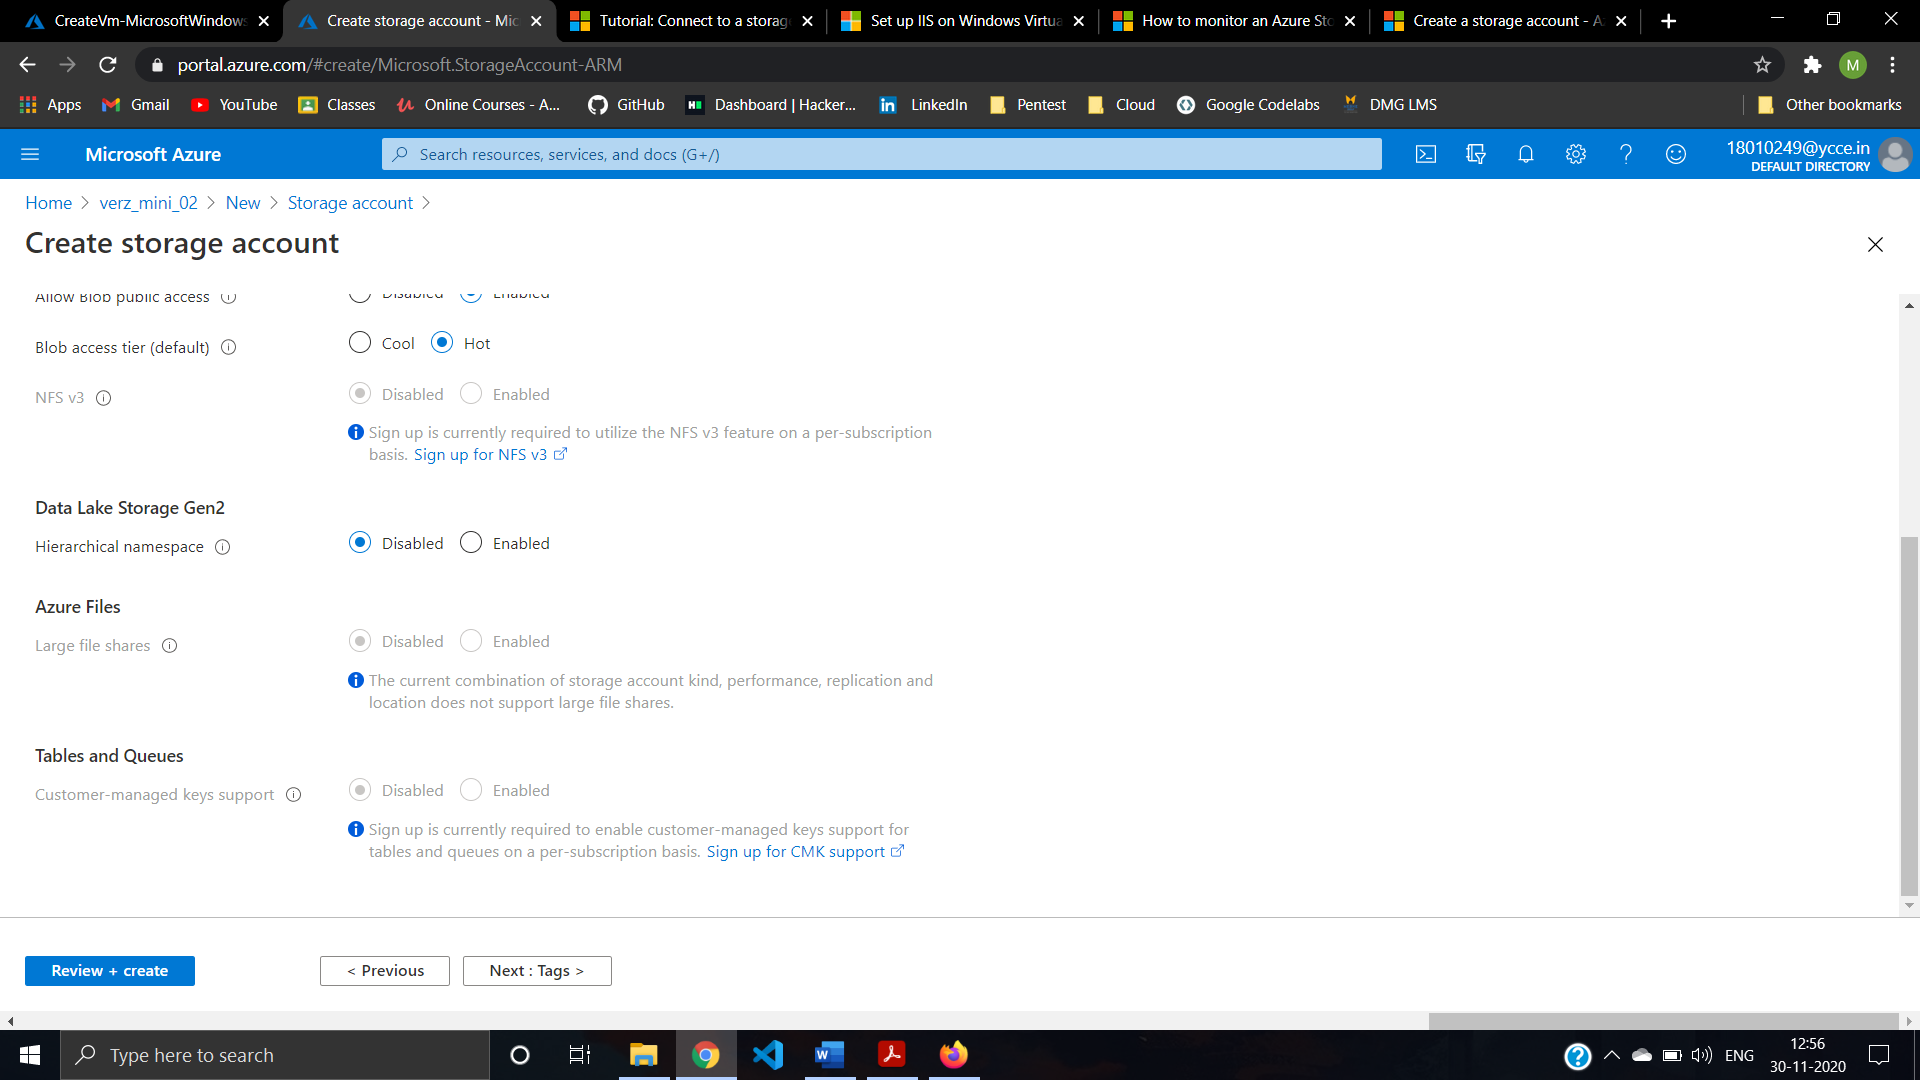 CreateVm-MicrosoftWindows
Create storage account - Mic
Tutorial: Connect to a storage
Set up IIS on Windows Virtua
How to monitor an Azure Sto
Create a storage account - A
portal.azure.com/#create/Microsoft.StorageAccount-ARM
M
Apps
Gmail
YouTube
Classes
Online Courses - A...
GitHub
Dashboard | Hacker...
LinkedIn
Pentest
Cloud
Google Codelabs
DMG LMS
Other bookmarks
Microsoft Azure
Search resources, services, and docs (G+/)
18010249@ycce.in
DEFAULT DIRECTORY
Home > verz_mini_02 > New > Storage account >
Create storage account
Allow Blob public access
Disabled Enabled
Blob access tier (default)
Cool Hot
NFS v3
Disabled Enabled
Sign up is currently required to utilize the NFS v3 feature on a per-subscription
basis. Sign up for NFS v3
Data Lake Storage Gen2
Hierarchical namespace
Disabled Enabled
Azure Files
Large file shares
Disabled Enabled
The current combination of storage account kind, performance, replication and
location does not support large file shares.
Tables and Queues
Customer-managed keys support
Disabled Enabled
Sign up is currently required to enable customer-managed keys support for
tables and queues on a per-subscription basis. Sign up for CMK support
Review + create
< Previous
Next : Tags >
Type here to search
ENG
12:56
30-11-2020